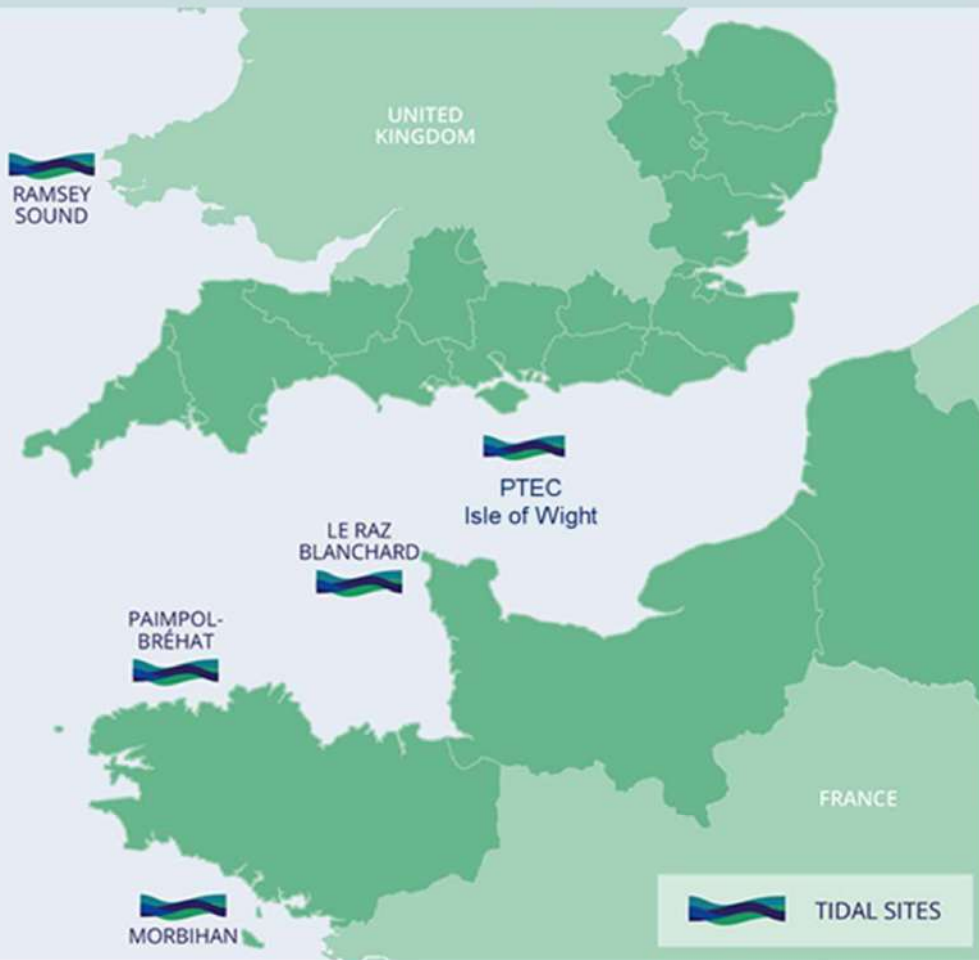 UNITED
KINGDOM
RAMSEY
SOUND
PTEC
Isle of Wight
LE RAZ
BLANCHARD
PAIMPOL-
BRÉHAT
FRANCE
TIDAL SITES
MORBIHAN